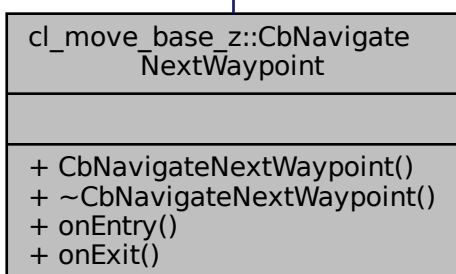 cl_move_base_z::CbNavigate
NextWaypoint
+ CbNavigateNextWaypoint()
+ ~CbNavigateNextWaypoint()
+ onEntry()
+ onExit()